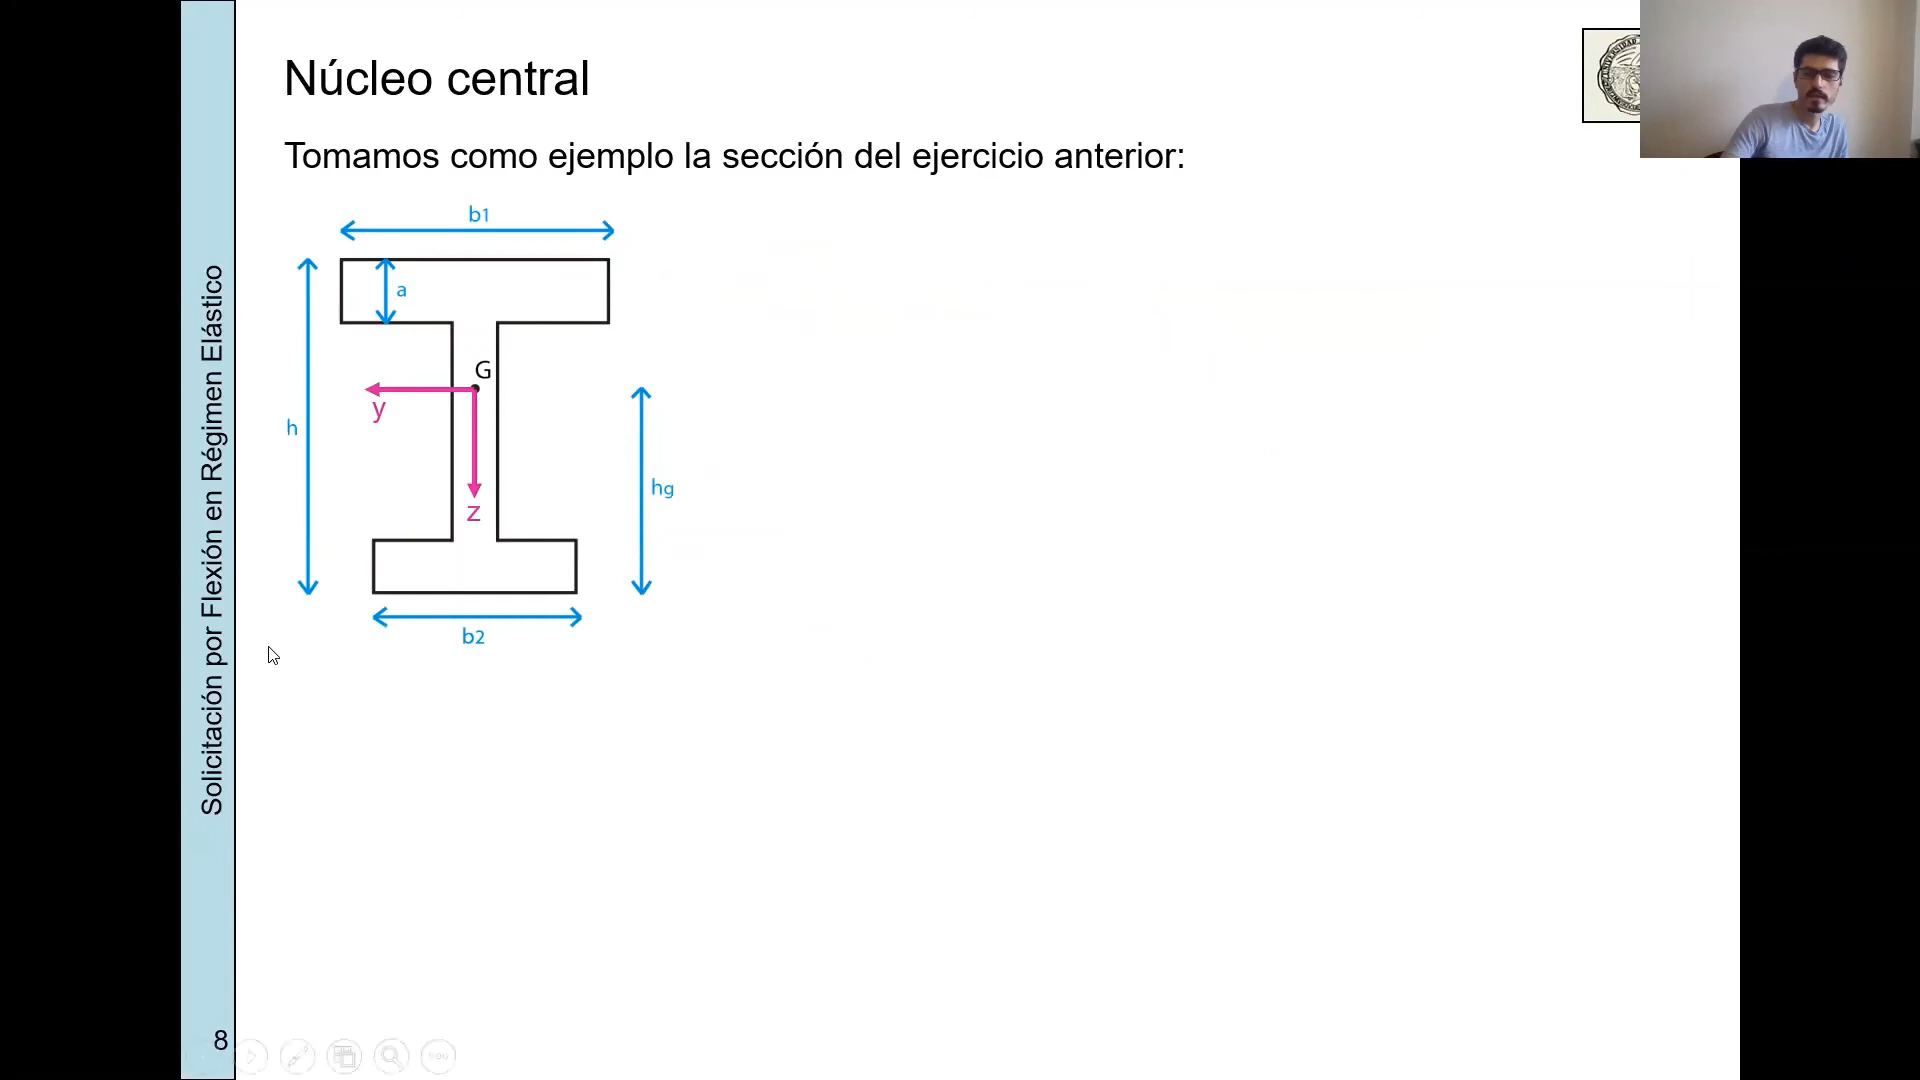 Núcleo central
Tomamos como ejemplo la sección del ejercicio anterior:
b1
a
G
y
h
hg
z
b2
Solicitación por Flexión en Régimen Elástico
8